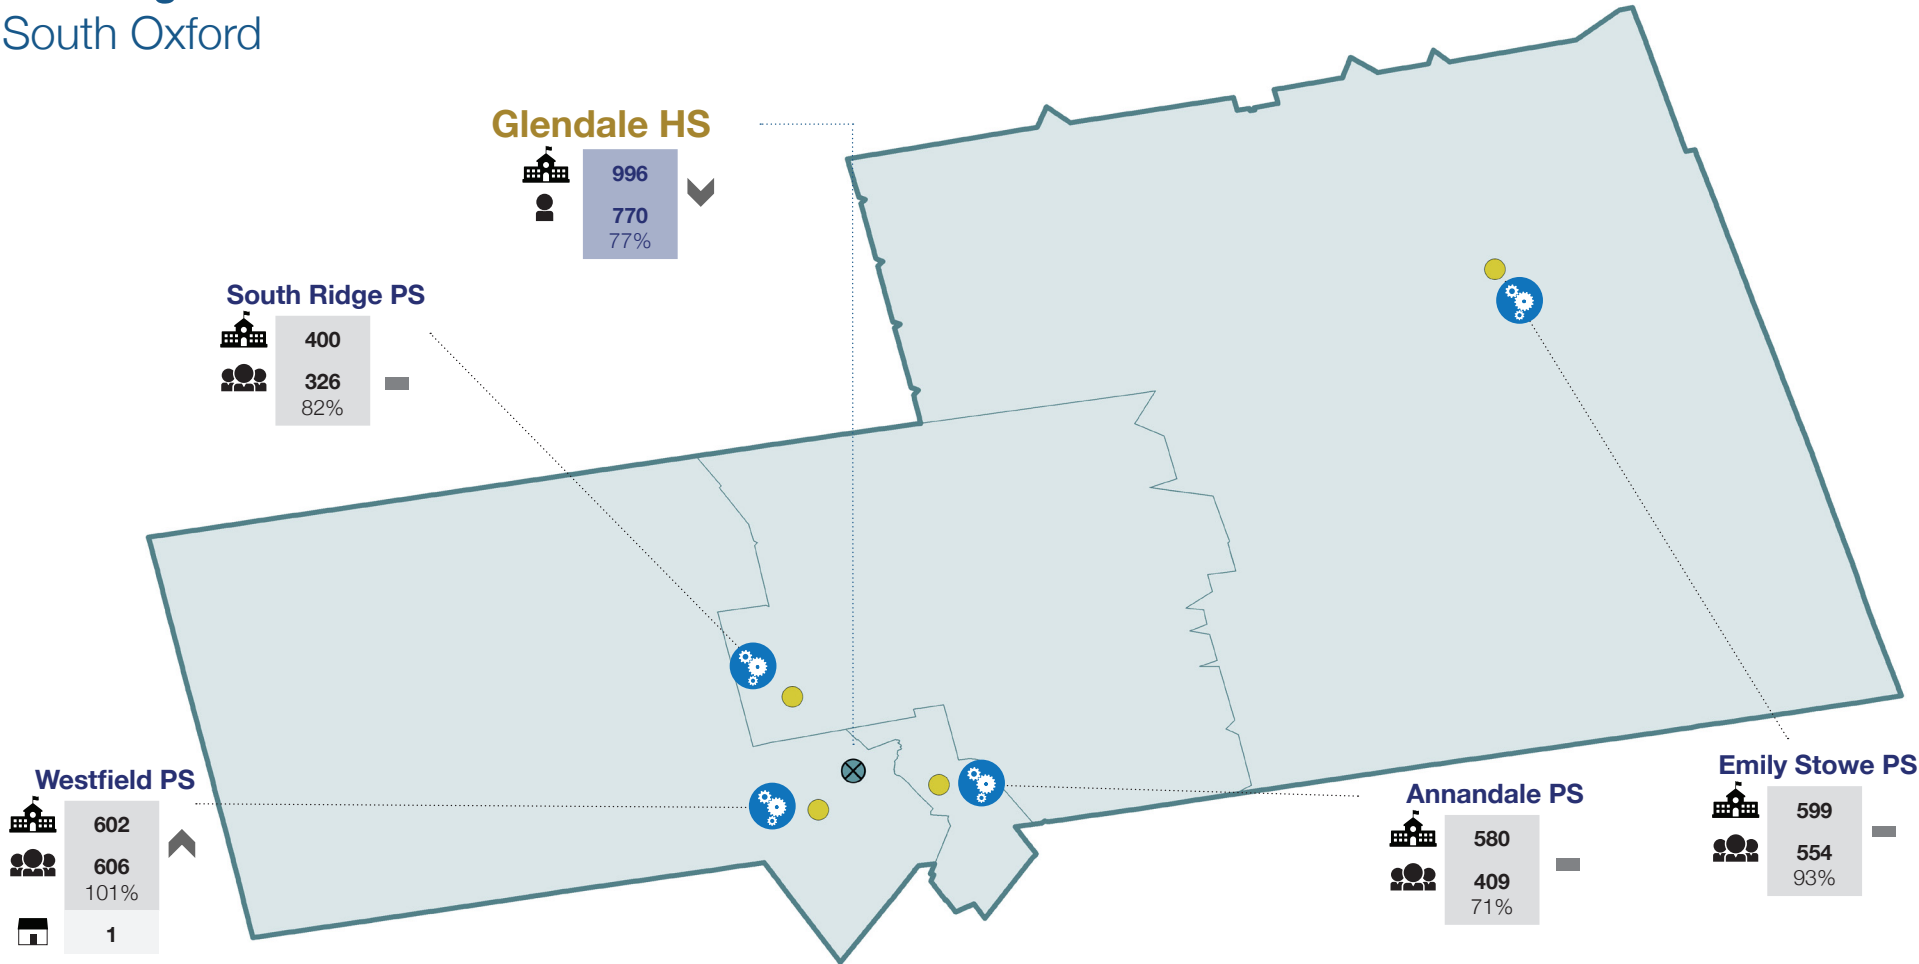 South Oxford
Glendale HS
996
770
77%
South Ridge PS
400
326
82%
Westfield PS
602
606
101%
1
Annandale PS
580
409
71%
Emily Stowe PS
599
554
93%